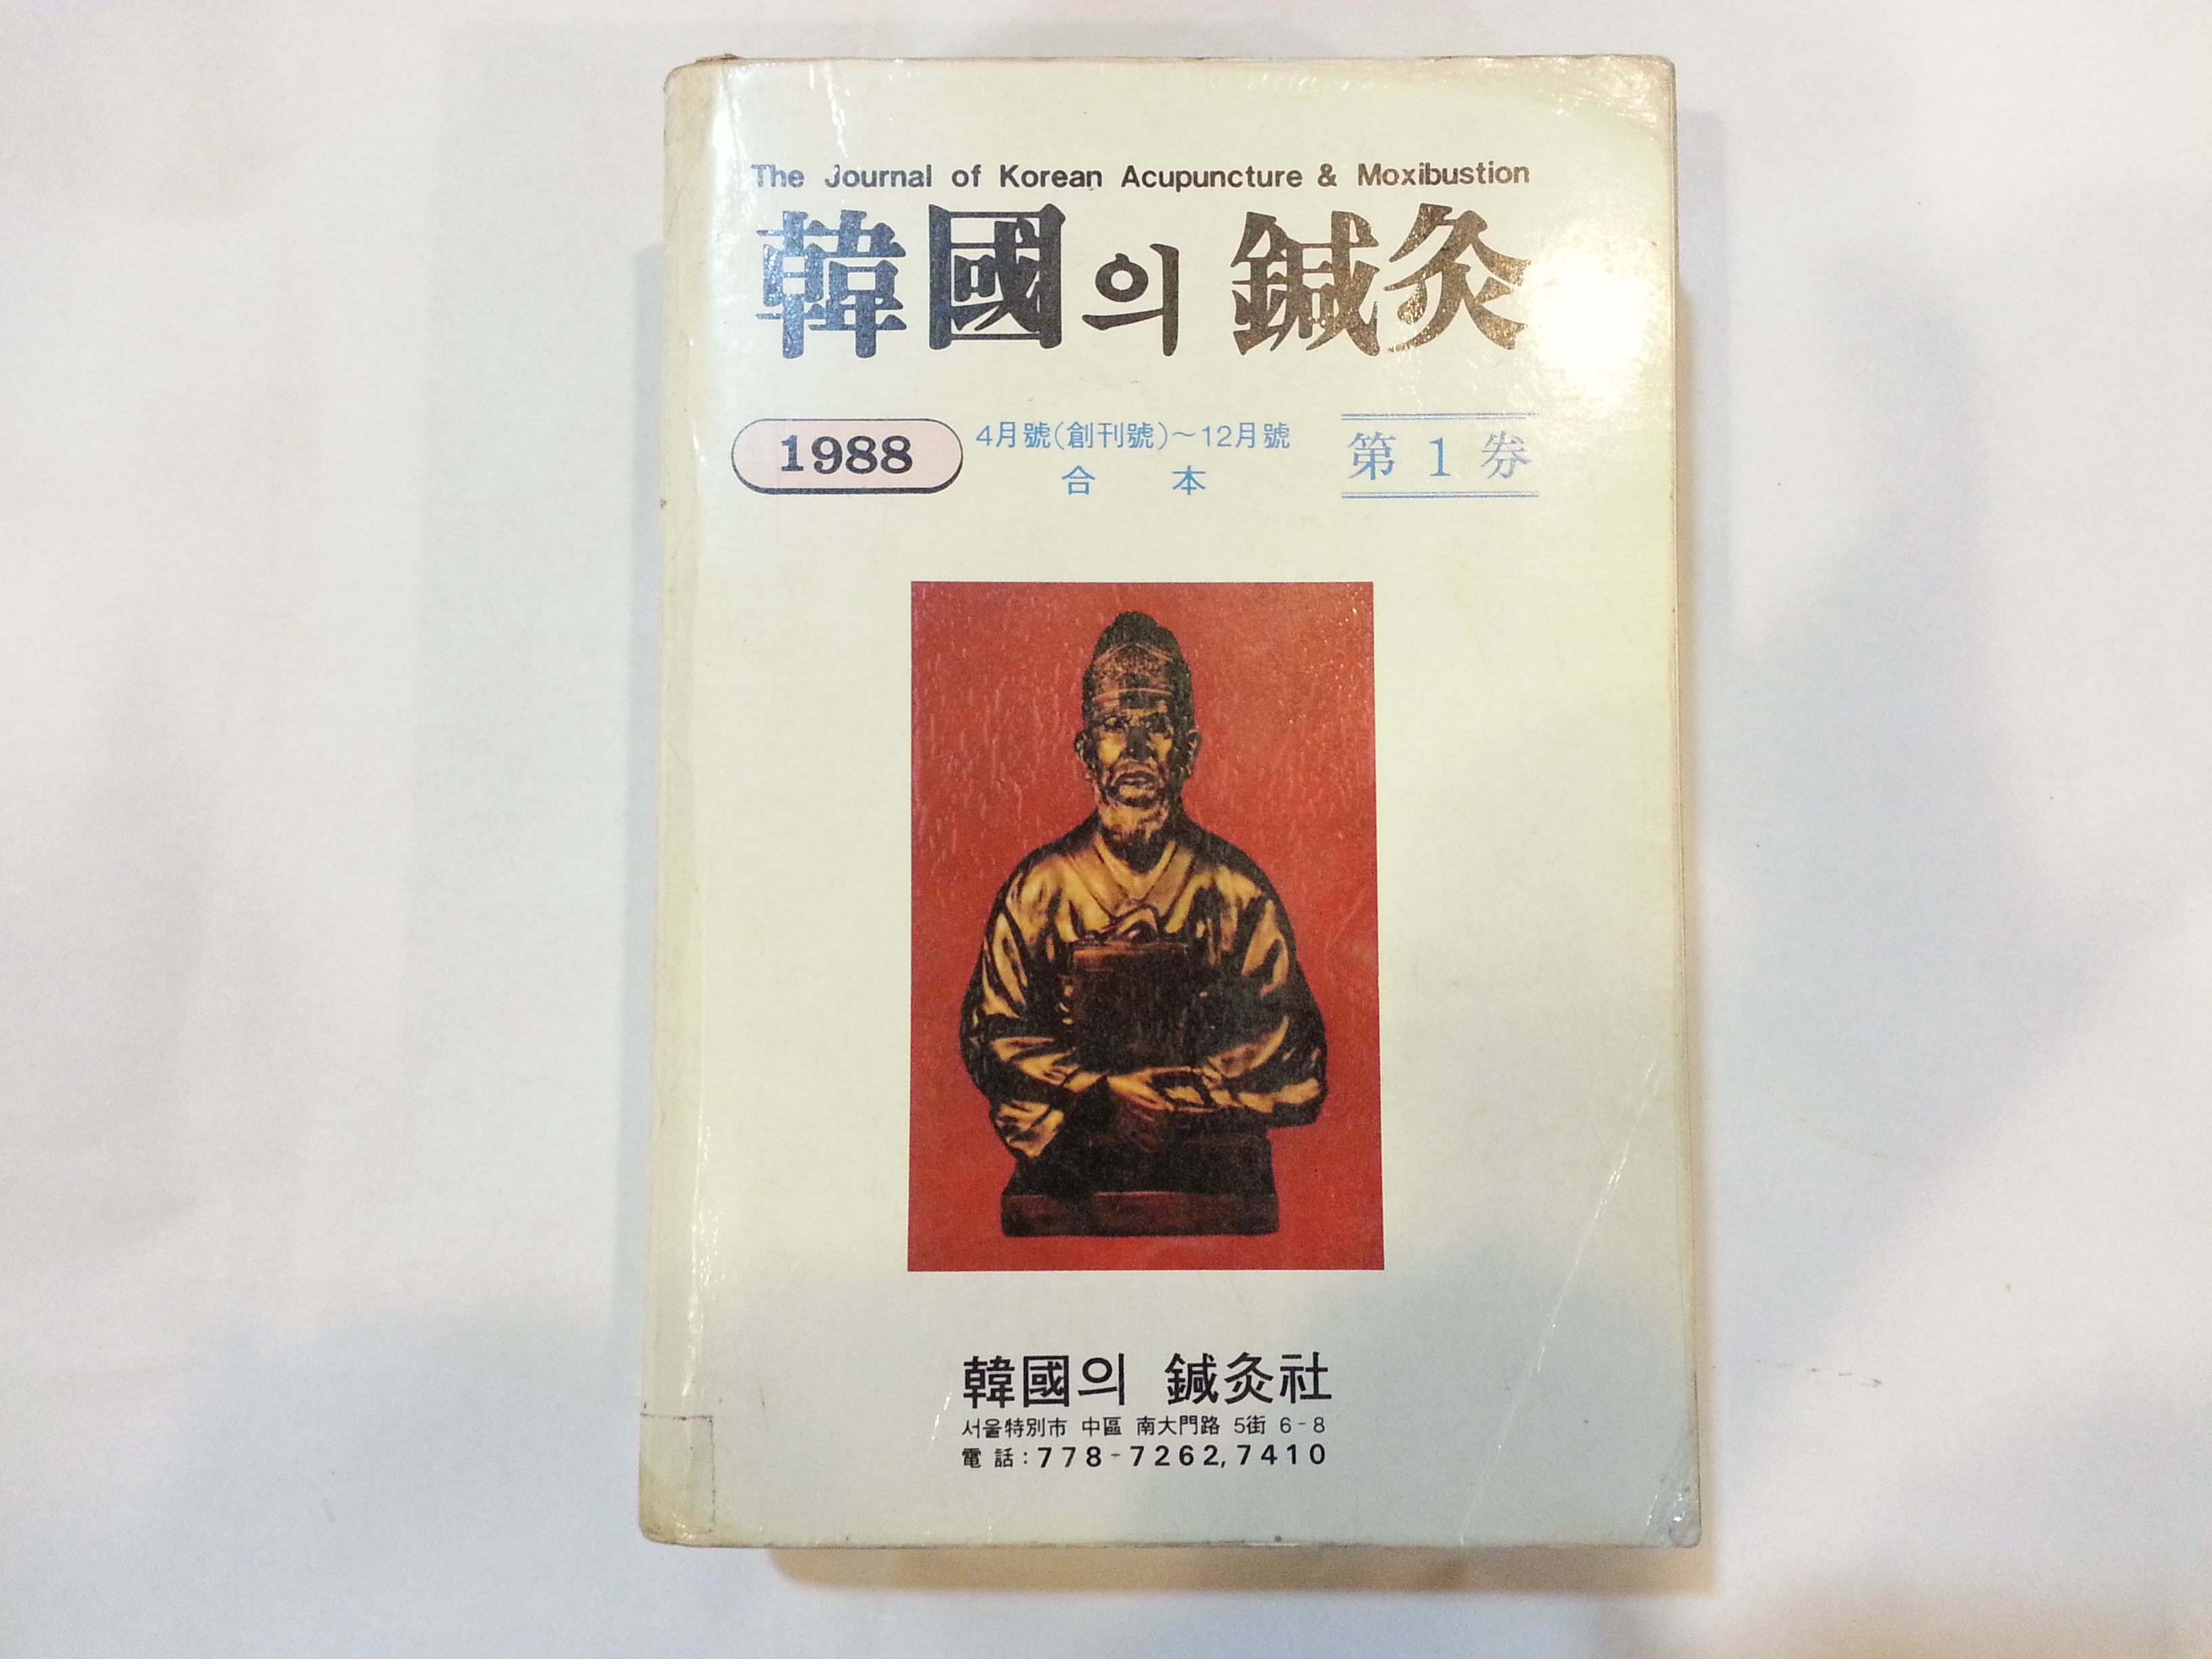 The Journal of Korean Acupuncture & Moxibustion
韓國의 鍼灸
1988
4月號(創刊號)~12月號
合本
第1券
韓國의 鍼灸社
서울特別市 中區 南大門路 5街 6-8
電話:778-7262,7410